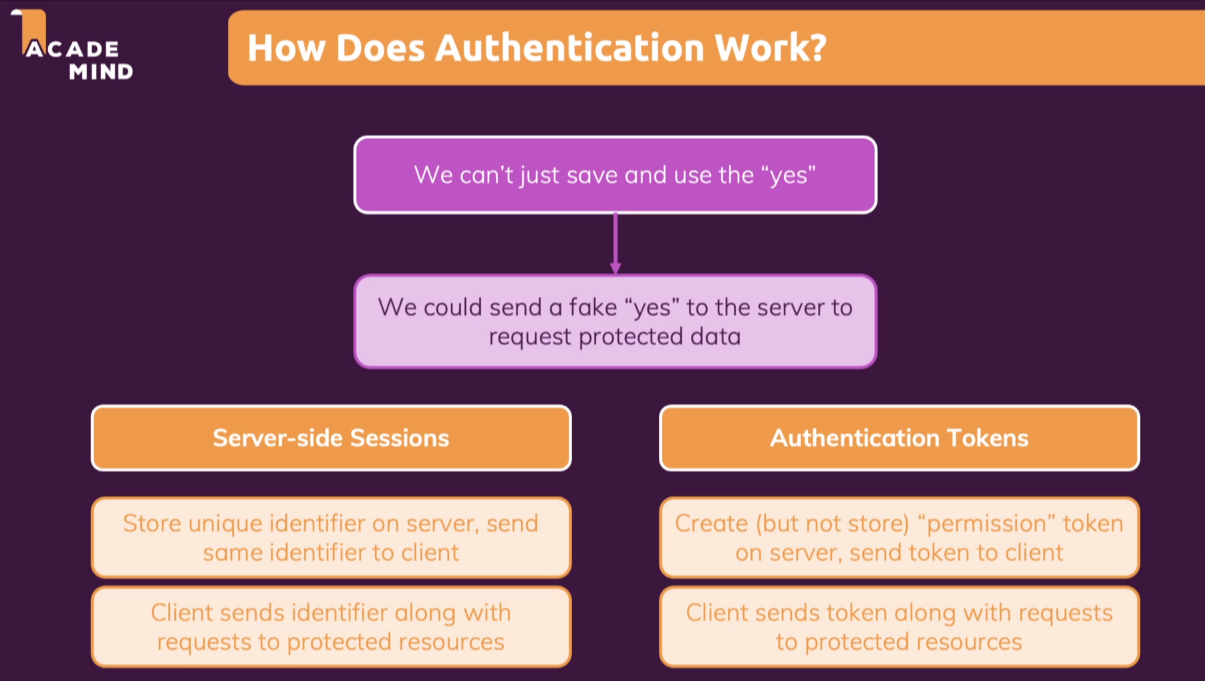 ACADE
MIND
How Does Authentication Work?
We can’t just save and use the “yes”
We could send a fake “yes” to the server to
request protected data
Server-side Sessions
Store unique identifier on server, send
same identifier to client
Client sends identifier along with
requests to protected resources
Authentication Tokens
Create (but not store) “permission” token
on server, send token to client
Client sends token along with requests
to protected resources